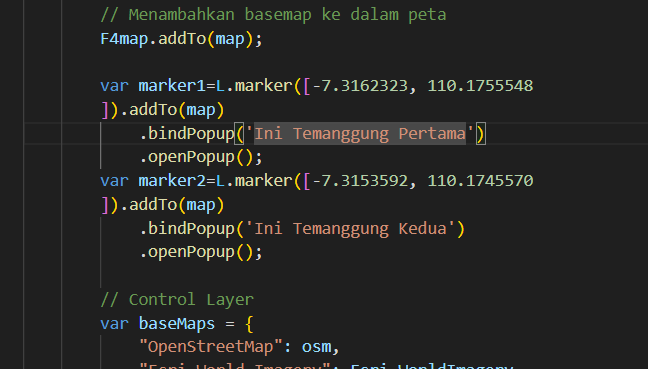 // Menambahkan basemap ke dalam peta
F4map.addTo(map);
var marker1=L.marker([-7.3162323, 110.1755548
]).addTo(map)
.bindPopup('Ini Temanggung Pertama')
.openPopup();
var marker2=L.marker([-7.3153592, 110.1745570
]).addTo(map)
.bindPopup('Ini Temanggung Kedua')
.openPopup();
// Control Layer
var baseMaps = {
"OpenStreetMap": osm,
"Esri World Imagery": Esri_WorldImagery